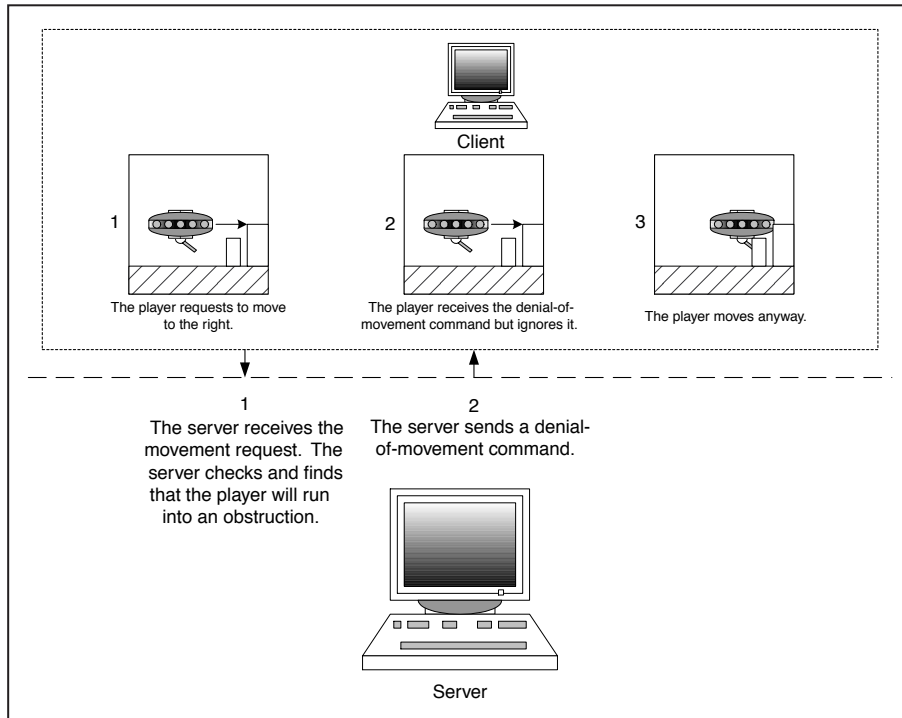 Client
1
2
3
The player requests to move
to the right.
The player receives the denial-of-
movement command but ignores it.
The player moves anyway.
1
The server receives the
movement request. The
server checks and finds
that the player will run
into an obstruction.
2
The server sends a denial-
of-movement command.
Server